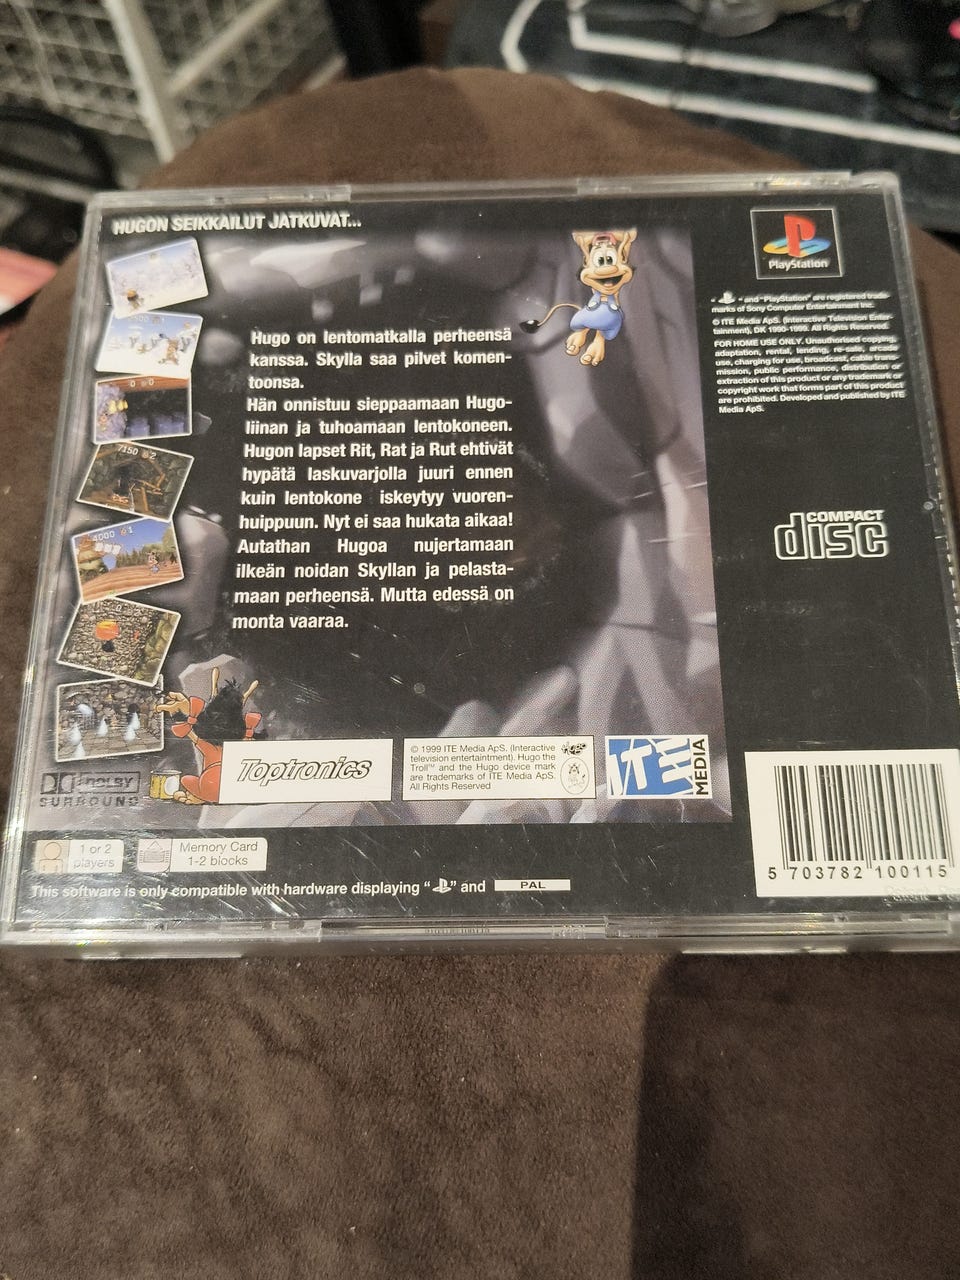 HUGON SEIKKAILUT JATKUVAT...
Hugo on lentomatkalla perheensä
kanssa. Skylla saa pilvet komen-
toonsa.
Hän onnistuu sieppaamaan Hugo-
liinan ja tuhoamaan lentokoneen.
Hugon lapset Rit, Rat ja Rut ehtivät
hypätä laskuvarjolla juuri ennen
kuin lentokone iskeytyy vuoren-
huippuun. Nyt ei saa hukata aikaa!
Autathan Hugoa nujertamaan
ilkeän noidan Skyllan ja pelasta-
maan perheensä. Mutta edessä on
monta vaaraa.
PlayStation
" " and "PlayStation" are registered trade-
marks of Sony Computer Entertainment Inc.
© ITE Media ApS. (Interactive Television Enter-
tainment), DK 1990-1999. All Rights Reserved.
FOR HOME USE ONLY. Unauthorised copying,
adaptation, rental, lending, re-sale, arcade
use, charging for use, broadcast, cable trans-
mission, public performance, distribution or
extraction of this product or any trademark or
copyright work that forms part of this product
are prohibited. Developed and published by ITE
Media ApS.
COMPACT
disc
7150
4000
DOLBY
SURROUND
Toptronics
© 1999 ITE Media ApS. (Interactive
television entertaintment). Hugo the
Troll™ and the Hugo device mark
are trademarks of ITE Media ApS.
All Rights Reserved
ITE
MEDIA
1 or 2
players
Memory Card
1-2 blocks
This software is only compatible with hardware displaying " " and PAL
5 703782 100115